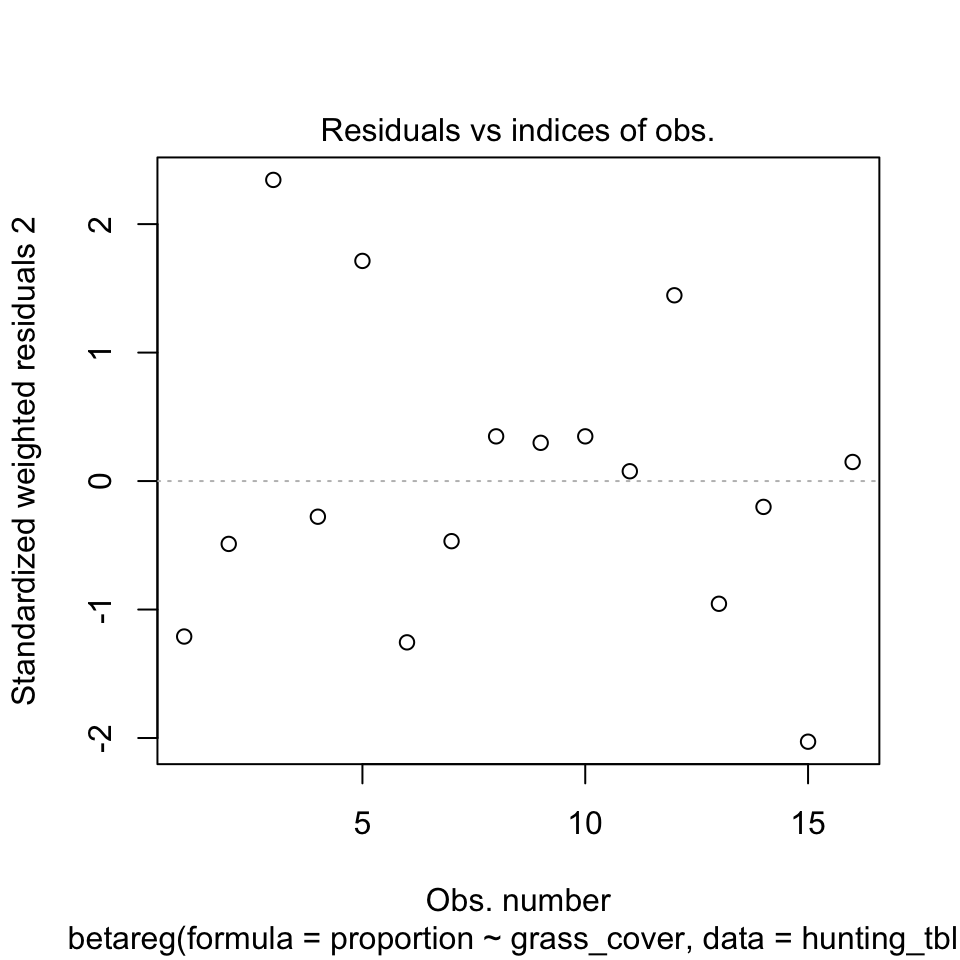 Residuals vs indices of obs.
Standardized weighted residuals 2
2
1
0
-1
-2
5
10
15
Obs. number
betareg(formula = proportion ~ grass_cover, data = hunting_tbl